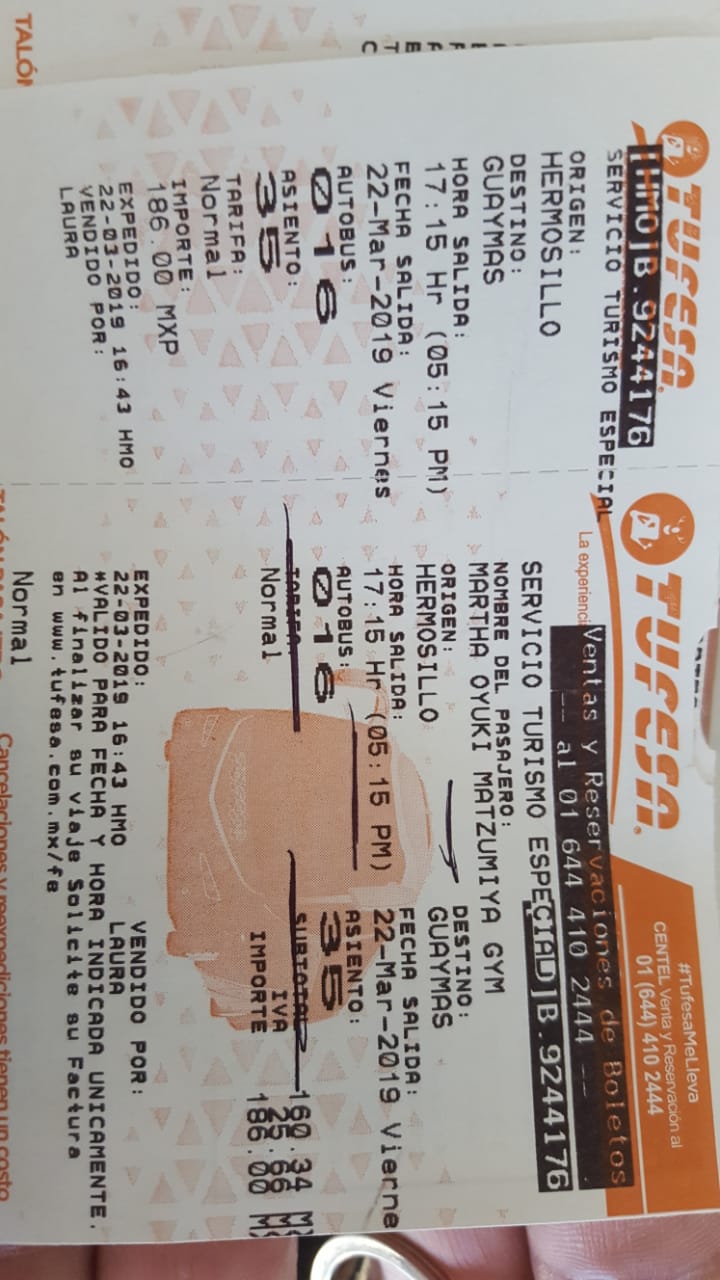 TALÓN
TUFESA
[HMO]B.9244176
SERVICIO TURISMO ESPECIAL
ORIGEN:
HERMOSILLO
DESTINO:
GUAYMAS
HORA SALIDA:
17:15 Hr (05:15 PM)
FECHA SALIDA:
22-Mar-2019 Viernes
AUTOBUS:
016
ASIENTO:
35
TARIFA:
Normal
IMPORTE:
186.00 MXP
EXPEDIDO:
22-03-2019 16:43 HMO
VENDIDO POR:
LAURA
TUFESA
La experienci
#TufesaMeLleva
CENTEL Venta y Reservación al
01 (644) 410 2444
Ventas y Reservaciones de Boletos
-- al 01 644 410 2444 --
SERVICIO TURISMO ESPECIAL]B.9244176
NOMBRE DEL PASAJERO:
MARTHA OYUKI MATZUMIYA GYM
ORIGEN: DESTINO:
HERMOSILLO GUAYMAS
HORA SALIDA: FECHA SALIDA:
17:15 Hr (05:15 PM) 22-Mar-2019 Vierne
AUTOBUS: ASIENTO:
016 35
TARIFA SUBTOTAL 160.34 M
Normal IVA 25.66 M
IMPORTE 186.00 M
EXPEDIDO: VENDIDO POR:
22-03-2019 16:43 HMO LAURA
*VALIDO PARA FECHA Y HORA INDICADA UNICAMENTE.
Al finalizar su viaje Solicite su Factura
en www.tufesa.com.mx/fe
Normal
Cancelaciones y reexpediciones tienen un costo